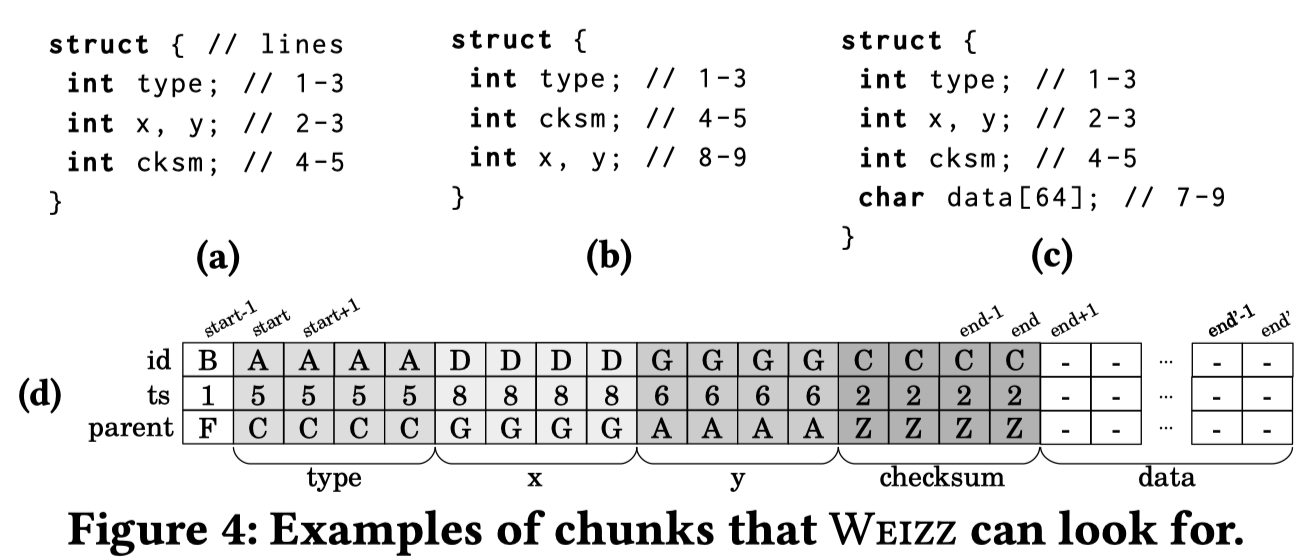 struct { // lines
int type; // 1-3
int x, y; // 2-3
int cksm; // 4-5
}
(a)
struct {
int type; // 1-3
int cksm; // 4-5
int x, y; // 8-9
}
(b)
struct {
int type; // 1-3
int x, y; // 2-3
int cksm; // 4-5
char data[64]; // 7-9
}
(c)
(d)
start-1 start start+1 end-1 end end+1 end'-1 end'
id B A A A A D D D D G G G G C C C C - - ... - -
ts 1 5 5 5 5 8 8 8 8 6 6 6 6 2 2 2 2 - - ... - -
parent F C C C C G G G G A A A A Z Z Z Z - - ... - -
type x y checksum data
Figure 4: Examples of chunks that WEIZZ can look for.